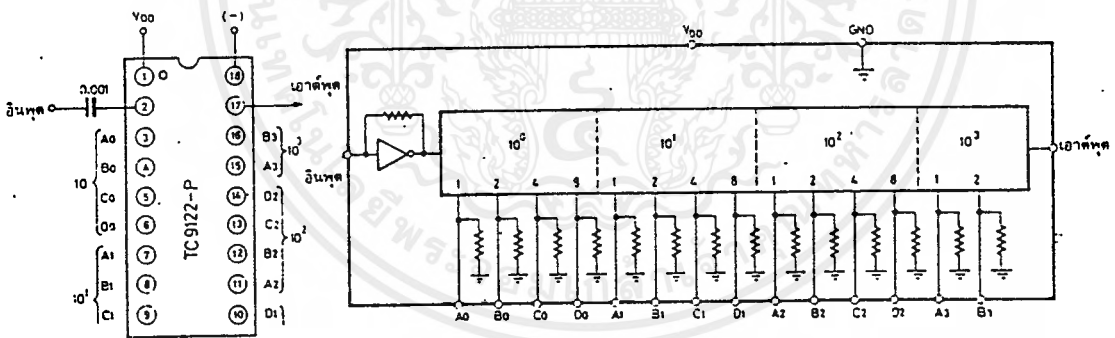 VDD (-)
0.001
อินพุต
เอาต์พุต
TC9122-P
1 18
2 17
A0 3 16 B3
B0 4 15 A3
10³
C0 5 14 D2
10
D0 6 13 C2
10²
A1 7 12 B2
B1 8 11 A2
10¹
C1 9 10 D1
VDD GND
10⁰ 10¹ 10² 10³
อินพุต
เอาต์พุต
1 2 4 8 1 2 4 8 1 2 4 8 1 2
A0 B0 C0 D0 A1 B1 C1 D1 A2 B2 C2 D2 A3 B3